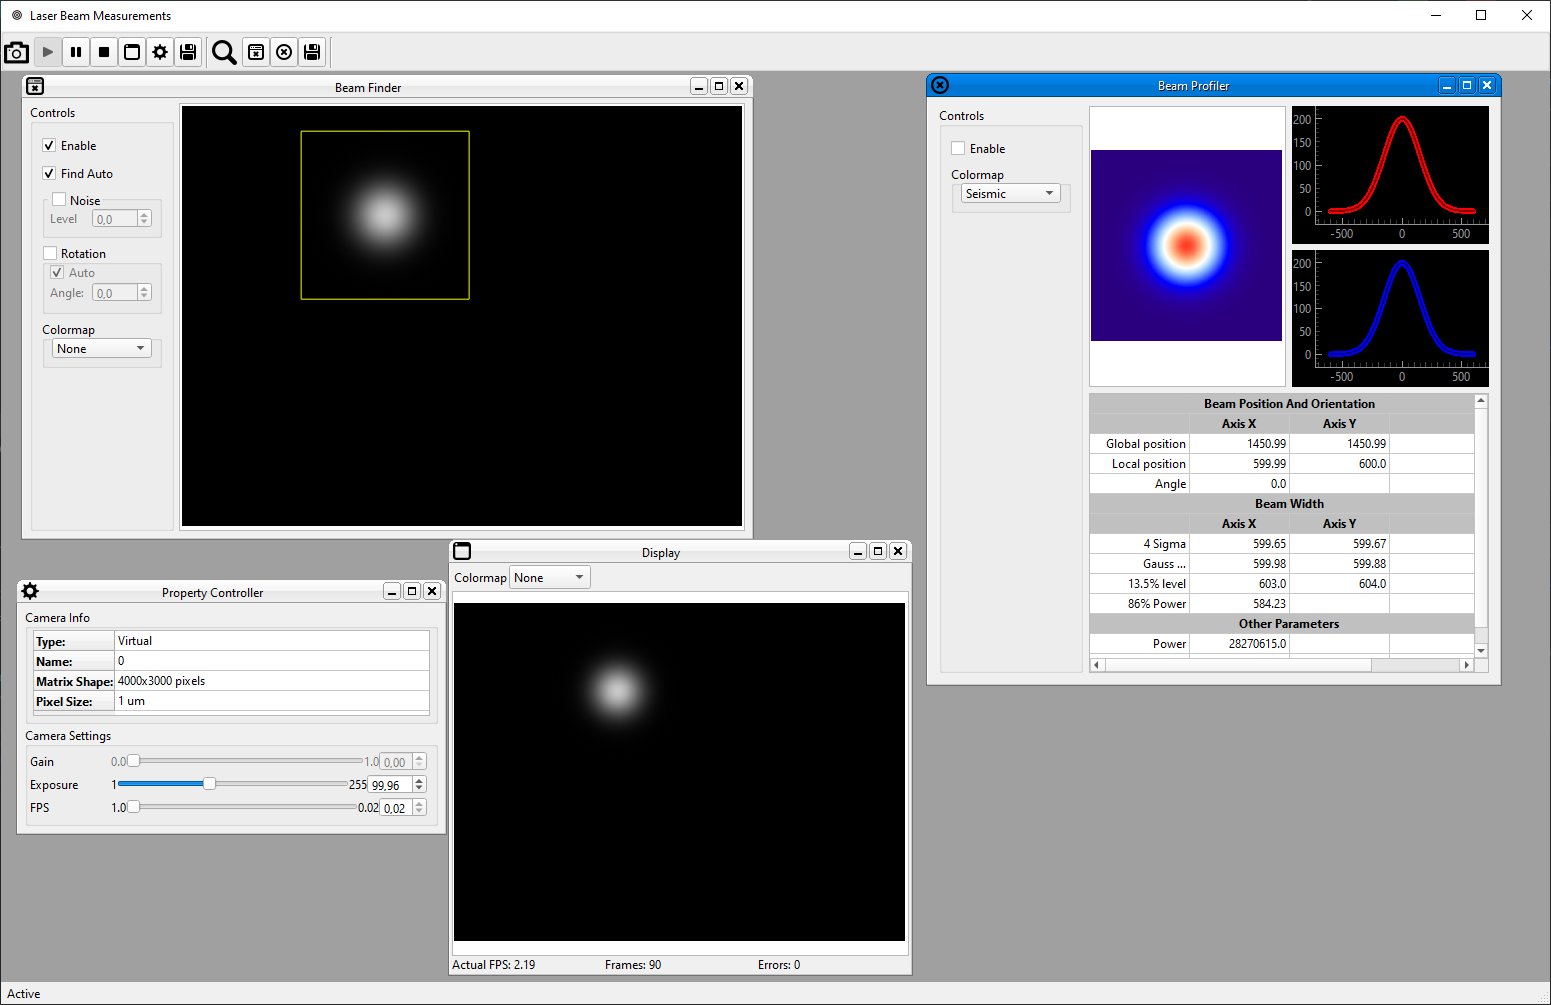 Laser Beam Measurements
Beam Finder
Controls
Enable
Find Auto
Noise
Level 0,0
Rotation
Auto
Angle: 0,0
Colormap
None
Beam Profiler
Controls
Enable
Colormap
Seismic
200
150
100
50
0
-500 0 500
200
150
100
50
0
-500 0 500
Beam Position And Orientation
Axis X Axis Y
Global position 1450.99 1450.99
Local position 599.99 600.0
Angle 0.0
Beam Width
Axis X Axis Y
4 Sigma 599.65 599.67
Gauss ... 599.98 599.88
13.5% level 603.0 604.0
86% Power 584.23
Other Parameters
Power 28270615.0
Property Controller
Camera Info
Type: Virtual
Name: 0
Matrix Shape: 4000x3000 pixels
Pixel Size: 1 um
Camera Settings
Gain 0.0 1.0 0,00
Exposure 1 255 99,96
FPS 1.0 0.02 0,02
Display
Colormap None
Actual FPS: 2.19 Frames: 90 Errors: 0
Active